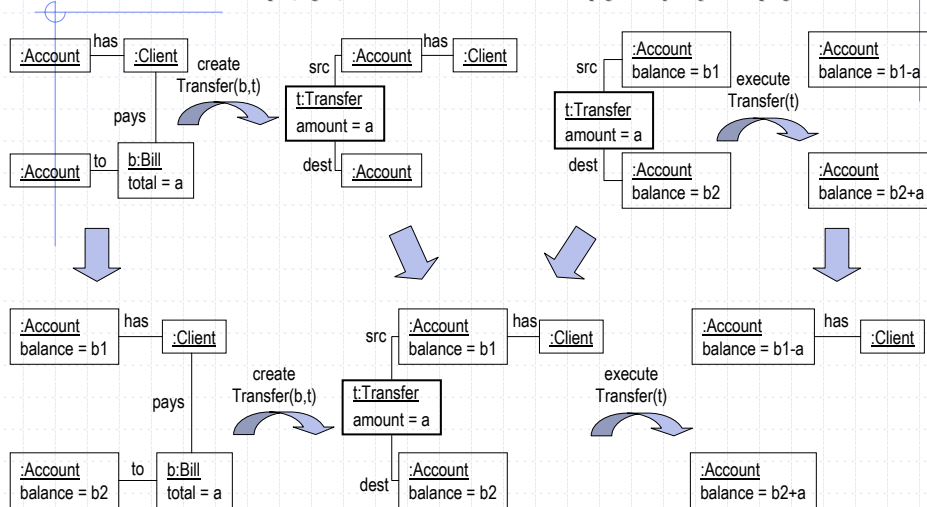 has
:Account
:Client
pays
:Account
to
b:Bill
total = a
create
Transfer(b,t)
src
:Account
has
:Client
t:Transfer
amount = a
dest
:Account
src
:Account
balance = b1
t:Transfer
amount = a
dest
:Account
balance = b2
execute
Transfer(t)
:Account
balance = b1-a
:Account
balance = b2+a
:Account
balance = b1
has
:Client
pays
:Account
balance = b2
to
b:Bill
total = a
create
Transfer(b,t)
src
:Account
balance = b1
has
:Client
t:Transfer
amount = a
dest
:Account
balance = b2
execute
Transfer(t)
:Account
balance = b1-a
has
:Client
:Account
balance = b2+a